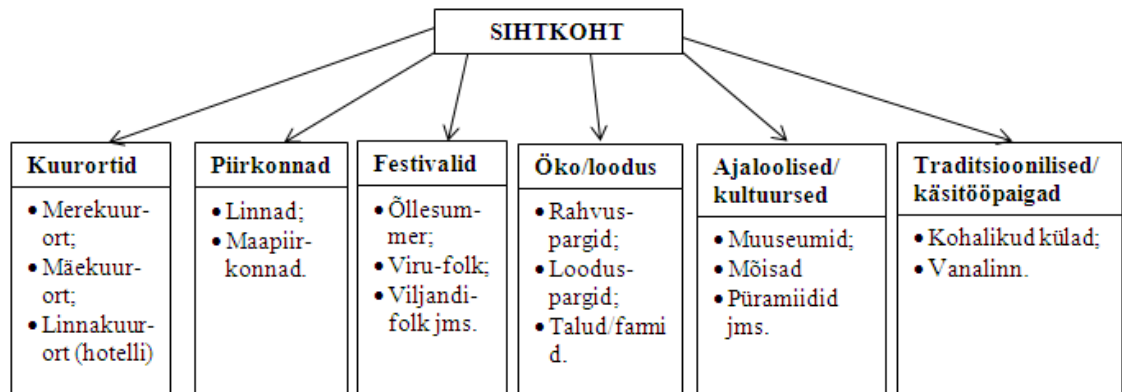 SIHTKOHT
Kuurortid
• Merekuur-
ort;
• Mäekuur-
ort;
• Linnakuur-
ort (hotelli)
Piirkonnad
• Linnad;
• Maapiir-
konnad.
Festivalid
• Õllesum-
mer;
• Viru-folk;
• Viljandi-
folk jms.
Öko/loodus
• Rahvus-
pargid;
• Loodus-
pargid;
• Talud/farmi
d.
Ajaloolised/
kultuursed
• Muuseumid;
• Mõisad
• Püramiidid
jms.
Traditsioonilised/
käsitööpaigad
• Kohalikud külad;
• Vanalinn.